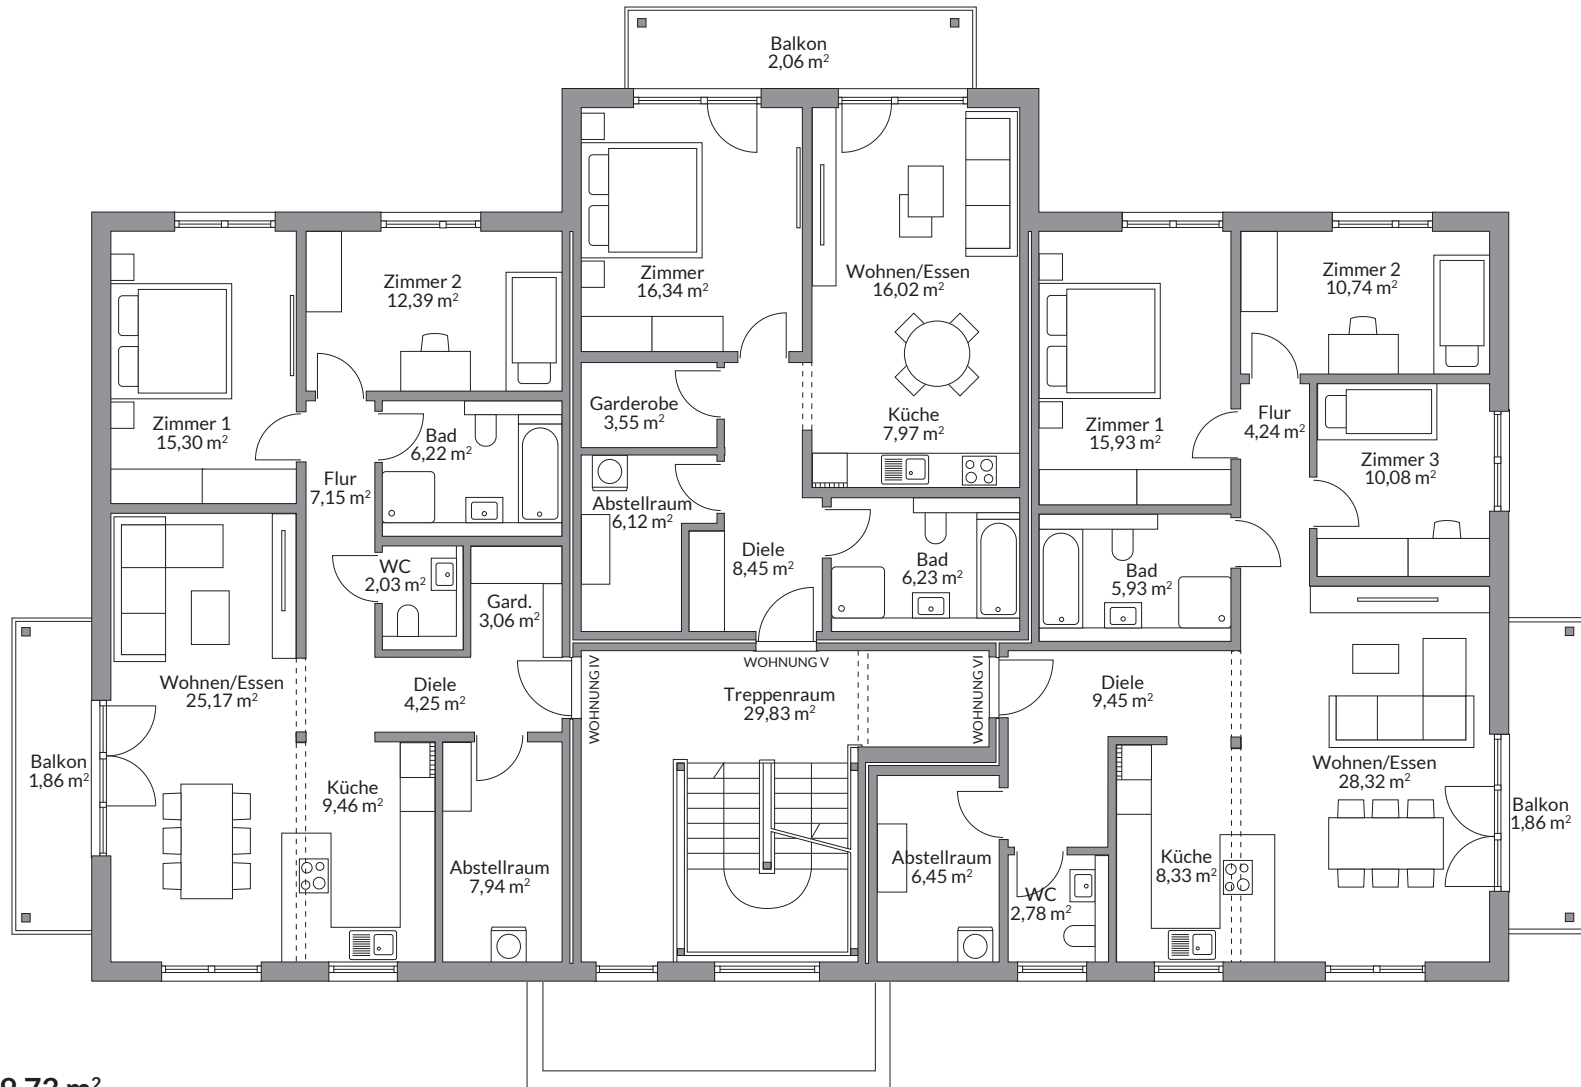 Balkon
2,06 m²
Zimmer 1
15,30 m²
Zimmer 2
12,39 m²
Zimmer
16,34 m²
Wohnen/Essen
16,02 m²
Zimmer 2
10,74 m²
Garderobe
3,55 m²
Küche
7,97 m²
Zimmer 1
15,93 m²
Flur
4,24 m²
Zimmer 3
10,08 m²
Bad
6,22 m²
Flur
7,15 m²
Abstellraum
6,12 m²
Diele
8,45 m²
Bad
6,23 m²
Bad
5,93 m²
WC
2,03 m²
Gard.
3,06 m²
Wohnen/Essen
25,17 m²
Diele
4,25 m²
WOHNUNG IV
WOHNUNG V
WOHNUNG VI
Treppenraum
29,83 m²
Diele
9,45 m²
Balkon
1,86 m²
Küche
9,46 m²
Wohnen/Essen
28,32 m²
Balkon
1,86 m²
Abstellraum
7,94 m²
Abstellraum
6,45 m²
WC
2,78 m²
Küche
8,33 m²
9,73 m²